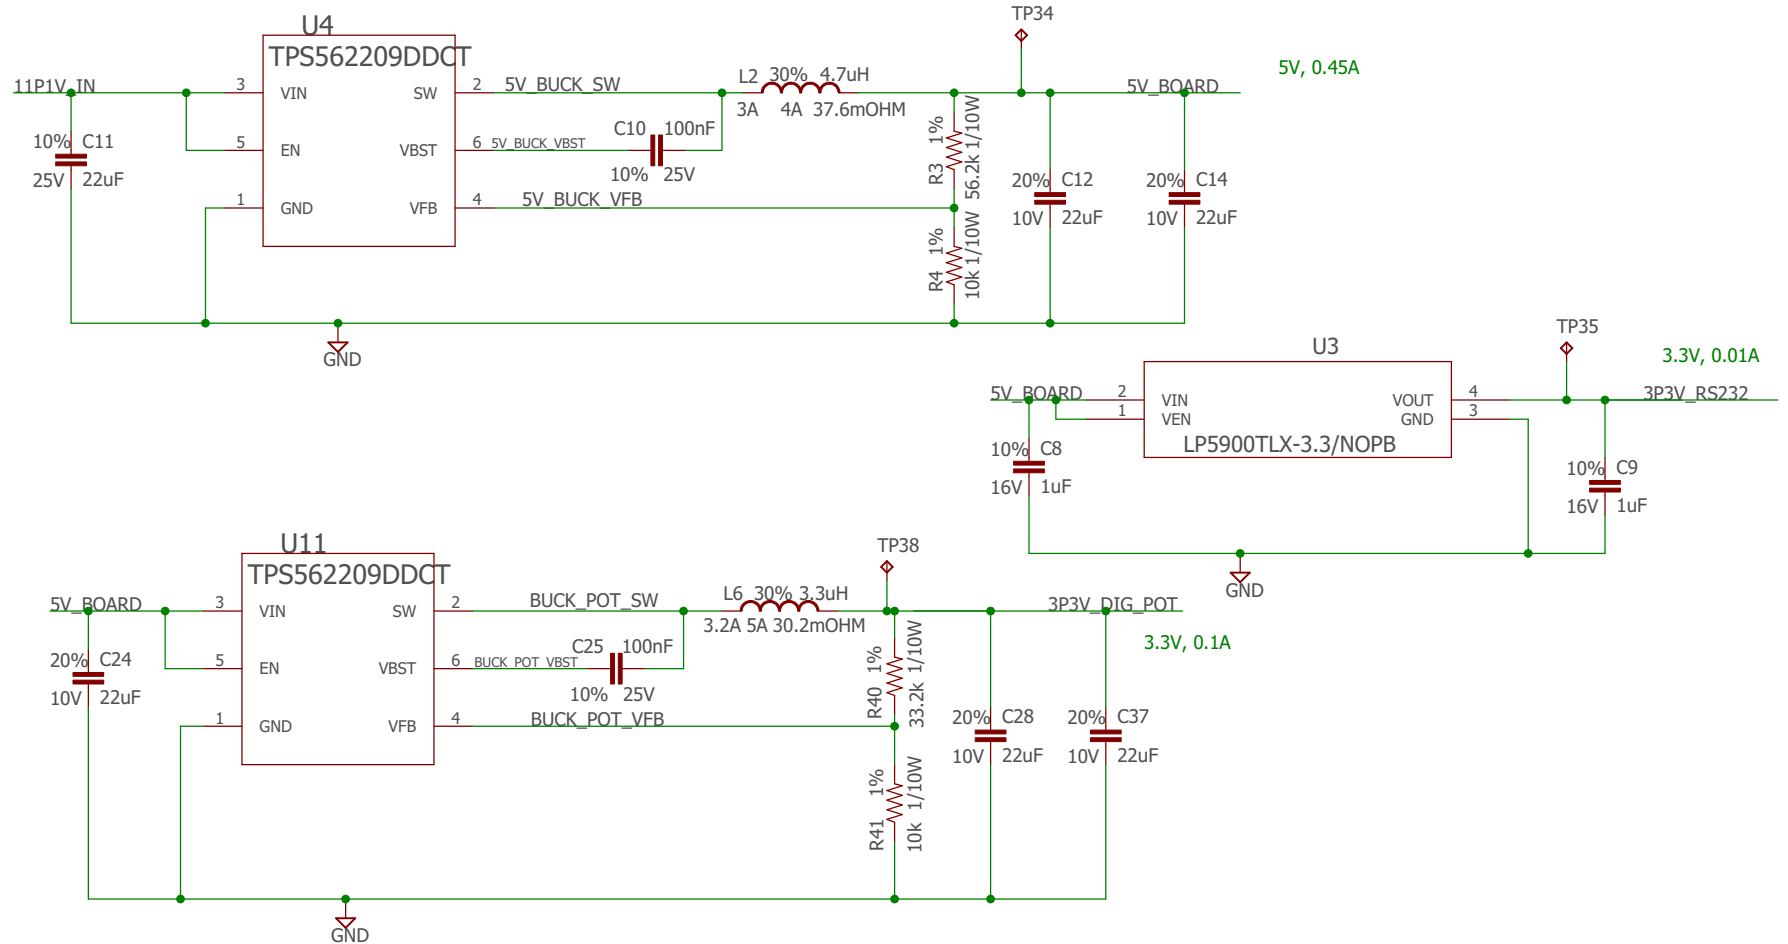 U4
TPS562209DDCT
11P1V_IN
3 VIN SW 2
5 EN VBST 6
1 GND VFB 4
10% C11
25V 22uF
5V_BUCK_SW
5V_BUCK_VBST
5V_BUCK_VFB
C10 100nF
10% 25V
L2 30% 4.7uH
3A 4A 37.6mOHM
TP34
R3 1%
56.2k 1/10W
R4 1%
10k 1/10W
20% C12
10V 22uF
20% C14
10V 22uF
5V_BOARD
5V, 0.45A
GND
U3
5V_BOARD
2 VIN VOUT 4
1 VEN GND 3
LP5900TLX-3.3/NOPB
10% C8
16V 1uF
TP35
3.3V, 0.01A
3P3V_RS232
10% C9
16V 1uF
GND
U11
TPS562209DDCT
5V_BOARD
3 VIN SW 2
5 EN VBST 6
1 GND VFB 4
20% C24
10V 22uF
BUCK_POT_SW
BUCK_POT_VBST
BUCK_POT_VFB
C25 100nF
10% 25V
L6 30% 3.3uH
3.2A 5A 30.2mOHM
TP38
R40 1%
33.2k 1/10W
R41 1%
10k 1/10W
20% C28
10V 22uF
20% C37
10V 22uF
3P3V_DIG_POT
3.3V, 0.1A
GND